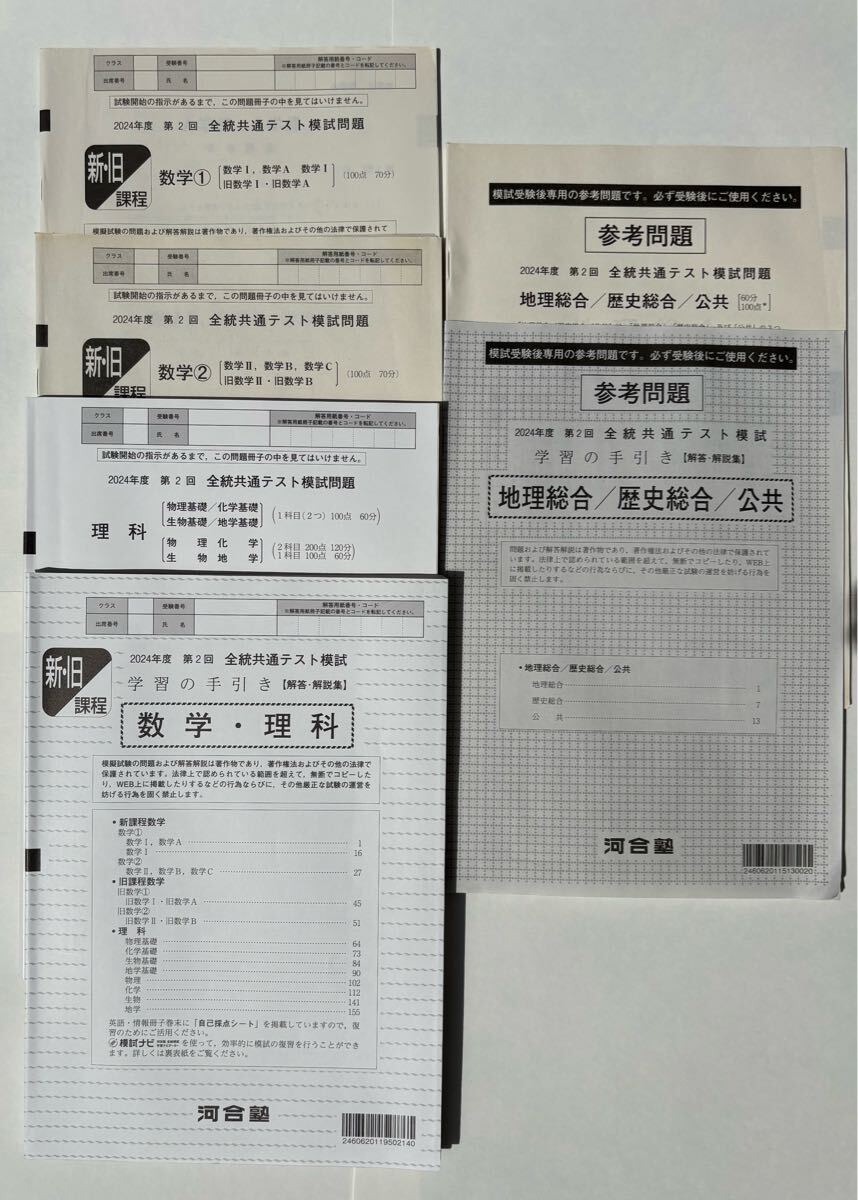 クラス 受験番号 解答用紙番号・コード
※解答用紙冊子記載の番号とコードを転記してください。
出席番号 氏 名
試験開始の指示があるまで,この問題冊子の中を見てはいけません。
2024年度 第2回 全統共通テスト模試問題
新・旧
課程
数学① 数学Ⅰ,数学A 数学Ⅰ
旧数学Ⅰ・旧数学A (100点 70分)
模擬試験の問題および解答解説は著作物であり,著作権法およびその他の法律で保護されて
クラス 受験番号 解答用紙番号・コード
※解答用紙冊子記載の番号とコードを転記してください。
出席番号 氏 名
試験開始の指示があるまで,この問題冊子の中を見てはいけません。
2024年度 第2回 全統共通テスト模試問題
新・旧
課程
数学② 数学Ⅱ,数学B,数学C
旧数学Ⅱ・旧数学B (100点 70分)
クラス 受験番号 解答用紙番号・コード
※解答用紙冊子記載の番号とコードを転記してください。
出席番号 氏 名
試験開始の指示があるまで,この問題冊子の中を見てはいけません。
2024年度 第2回 全統共通テスト模試問題
理 科
物理基礎/化学基礎
生物基礎/地学基礎 (1科目(2つ) 100点 60分)
物 理 化 学
生 物 地 学
(2科目 200点 120分
1科目 100点 60分)
クラス 受験番号 解答用紙番号・コード
※解答用紙冊子記載の番号とコードを転記してください。
出席番号 氏 名
新・旧
課程
2024年度 第2回 全統共通テスト模試
学習の手引き【解答・解説集】
数学・理科
模擬試験の問題および解答解説は著作物であり,著作権法およびその他の法律で
保護されています。法律上で認められている範囲を超えて,無断でコピーした
り,WEB上に掲載したりするなどの行為ならびに,その他厳正な試験の運営を
妨げる行為を固く禁止します。
・新課程数学
数学①
数学Ⅰ,数学A 1
数学Ⅰ 16
数学②
数学Ⅱ,数学B,数学C 27
・旧課程数学
旧数学①
旧数学Ⅰ・旧数学A 45
旧数学②
旧数学Ⅱ・旧数学B 51
・理 科
物理基礎 64
化学基礎 73
生物基礎 84
地学基礎 90
物理 102
化学 112
生物 141
地学 155
英語・情報冊子巻末に「自己採点シート」を掲載していますので,復
習のためにご活用ください。
模試ナビ を使って,効率的に模試の復習を行うことができ
ます。詳しくは裏表紙をご覧ください。
河合塾
2460620119502140
模試受験後専用の参考問題です。必ず受験後にご使用ください。
参考問題
2024年度 第2回 全統共通テスト模試問題
地理総合/歴史総合/公共 [60分
100点*]
模試受験後専用の参考問題です。必ず受験後にご使用ください。
参考問題
2024年度 第2回 全統共通テスト模試
学習の手引き【解答・解説集】
地理総合/歴史総合/公共
問題および解答解説は著作物であり,著作権法およびその他の法律で保護されて
います。法律上で認められている範囲を超えて,無断でコピーしたり,WEB上
に掲載したりするなどの行為ならびに,その他厳正な試験の運営を妨げる行為を
固く禁止します。
・地理総合/歴史総合/公共
地理総合 1
歴史総合 7
公 共 13
河合塾
2460620115130020